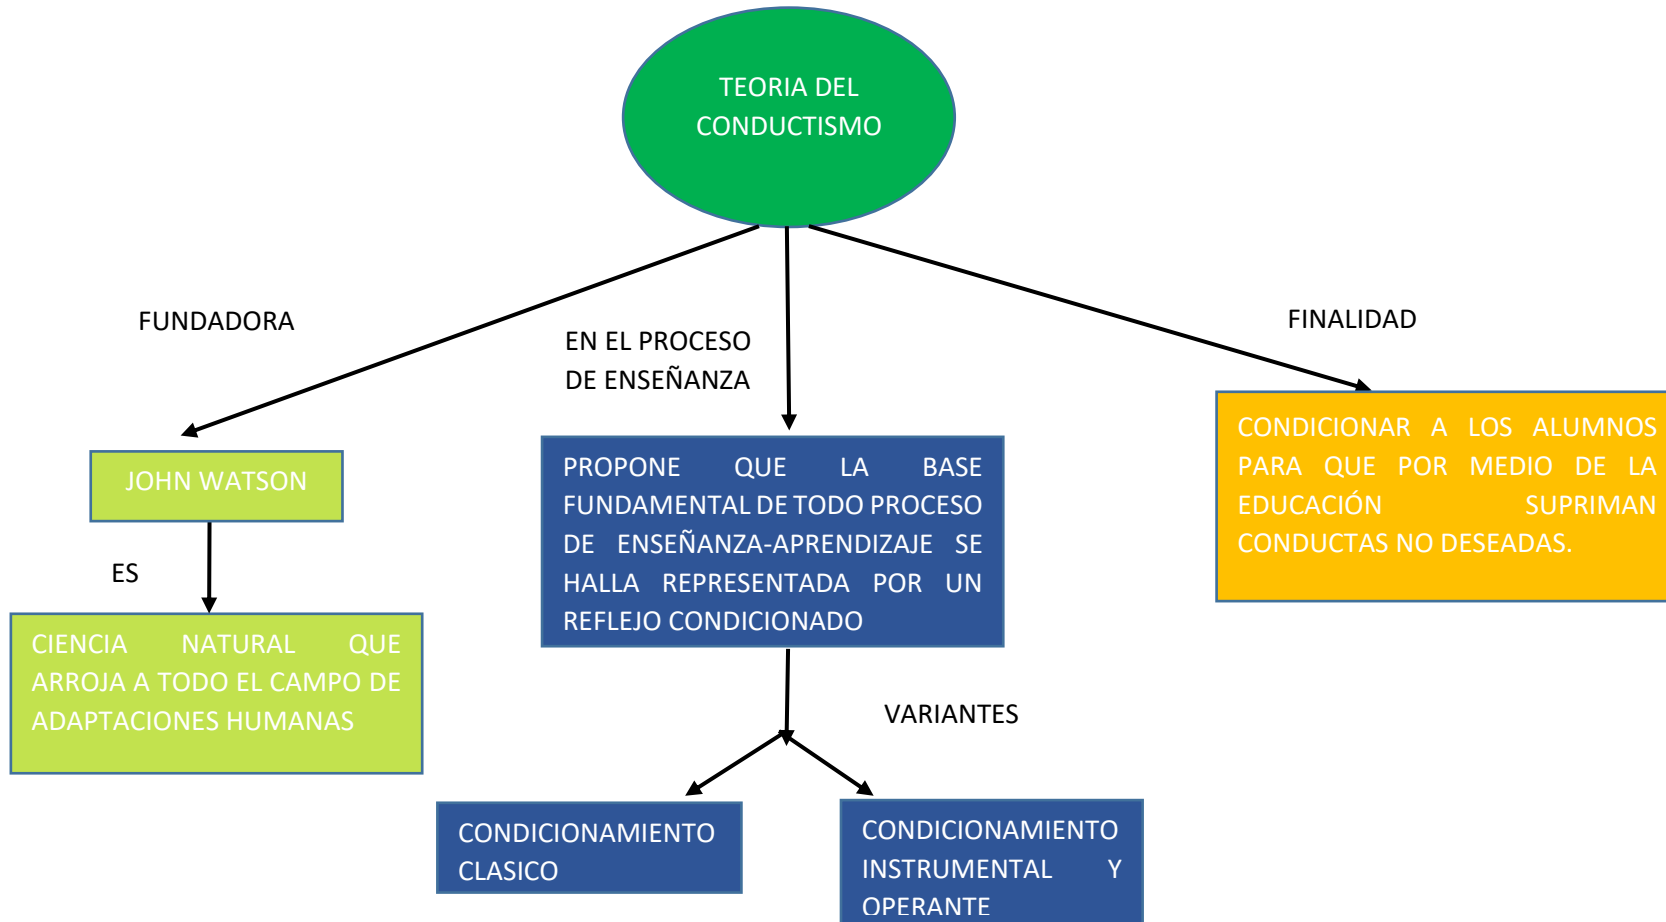 TEORIA DEL
CONDUCTISMO
FUNDADORA
EN EL PROCESO
DE ENSEÑANZA
FINALIDAD
JOHN WATSON
ES
CIENCIA NATURAL QUE
ARROJA A TODO EL CAMPO DE
ADAPTACIONES HUMANAS
PROPONE QUE LA BASE
FUNDAMENTAL DE TODO PROCESO
DE ENSEÑANZA-APRENDIZAJE SE
HALLA REPRESENTADA POR UN
REFLEJO CONDICIONADO
VARIANTES
CONDICIONAMIENTO
CLASICO
CONDICIONAMIENTO
INSTRUMENTAL Y
OPERANTE
CONDICIONAR A LOS ALUMNOS
PARA QUE POR MEDIO DE LA
EDUCACIÓN SUPRIMAN
CONDUCTAS NO DESEADAS.